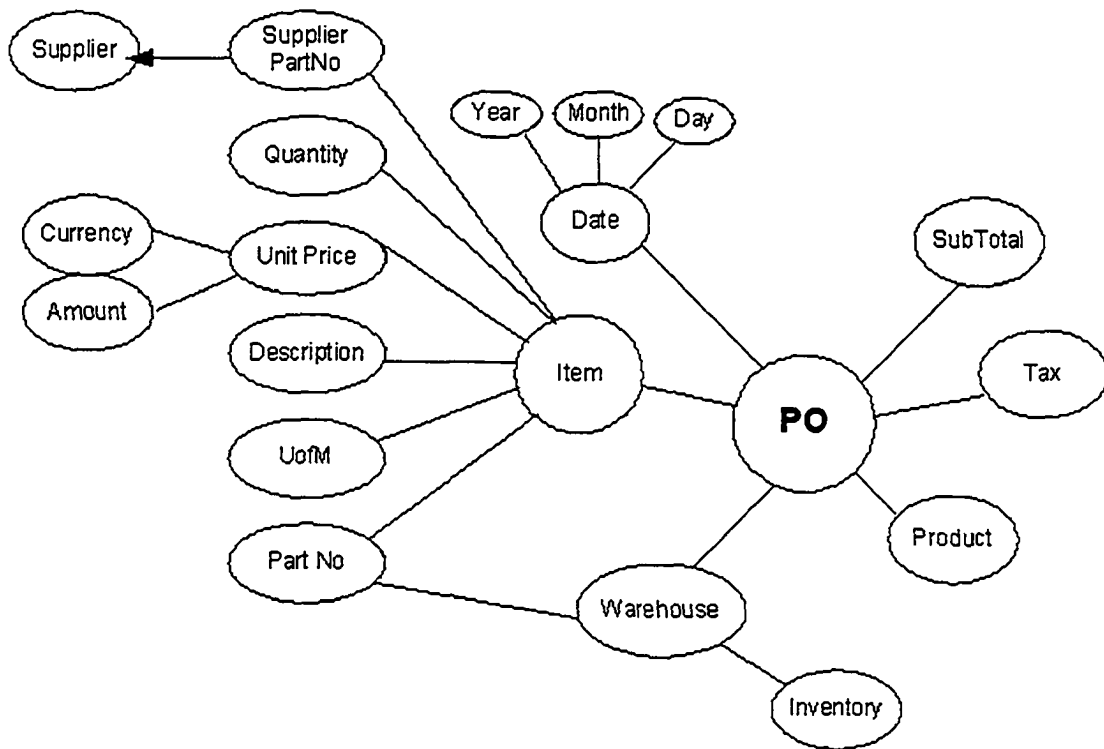 Supplier
Supplier
PartNo
Year
Month
Day
Quantity
Date
Currency
Unit Price
SubTotal
Amount
Description
Item
Tax
PO
UofM
Part No
Product
Warehouse
Inventory